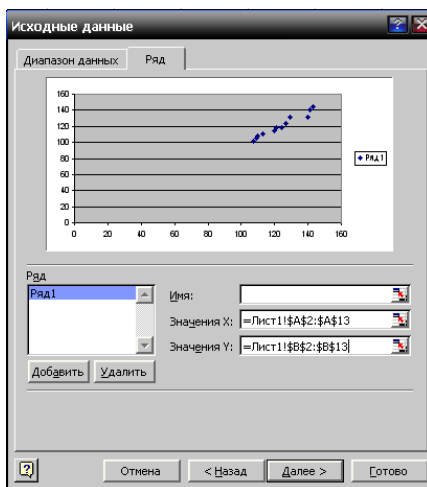 Исходные данные
Диапазон данных Ряд
160
140
120
100
80
60
40
20
0
0 20 40 60 80 100 120 140 160
Ряд1
Ряд
Ряд1
Имя:
Значения X: =Лист1!$A$2:$A$13
Значения Y: =Лист1!$B$2:$B$13
Добавить Удалить
Отмена < Назад Далее > Готово